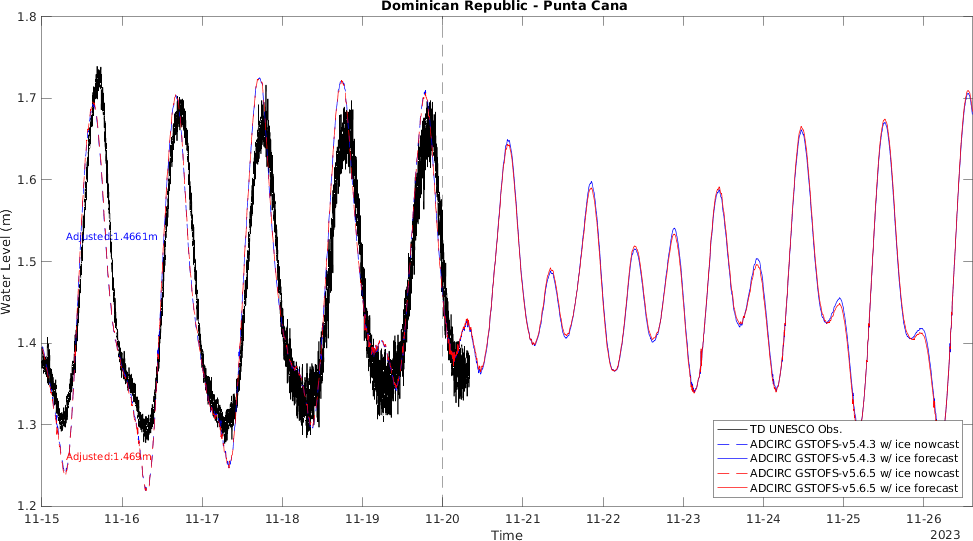 Dominican Republic - Punta Cana
Water Level (m)
1.8
1.7
1.6
1.5
1.4
1.3
1.2
Adjusted:1.4661m
Adjusted:1.469m
TD UNESCO Obs.
ADCIRC GSTOFS-v5.4.3 w/ ice nowcast
ADCIRC GSTOFS-v5.4.3 w/ ice forecast
ADCIRC GSTOFS-v5.6.5 w/ ice nowcast
ADCIRC GSTOFS-v5.6.5 w/ ice forecast
11-15 11-16 11-17 11-18 11-19 11-20 11-21 11-22 11-23 11-24 11-25 11-26
Time
2023